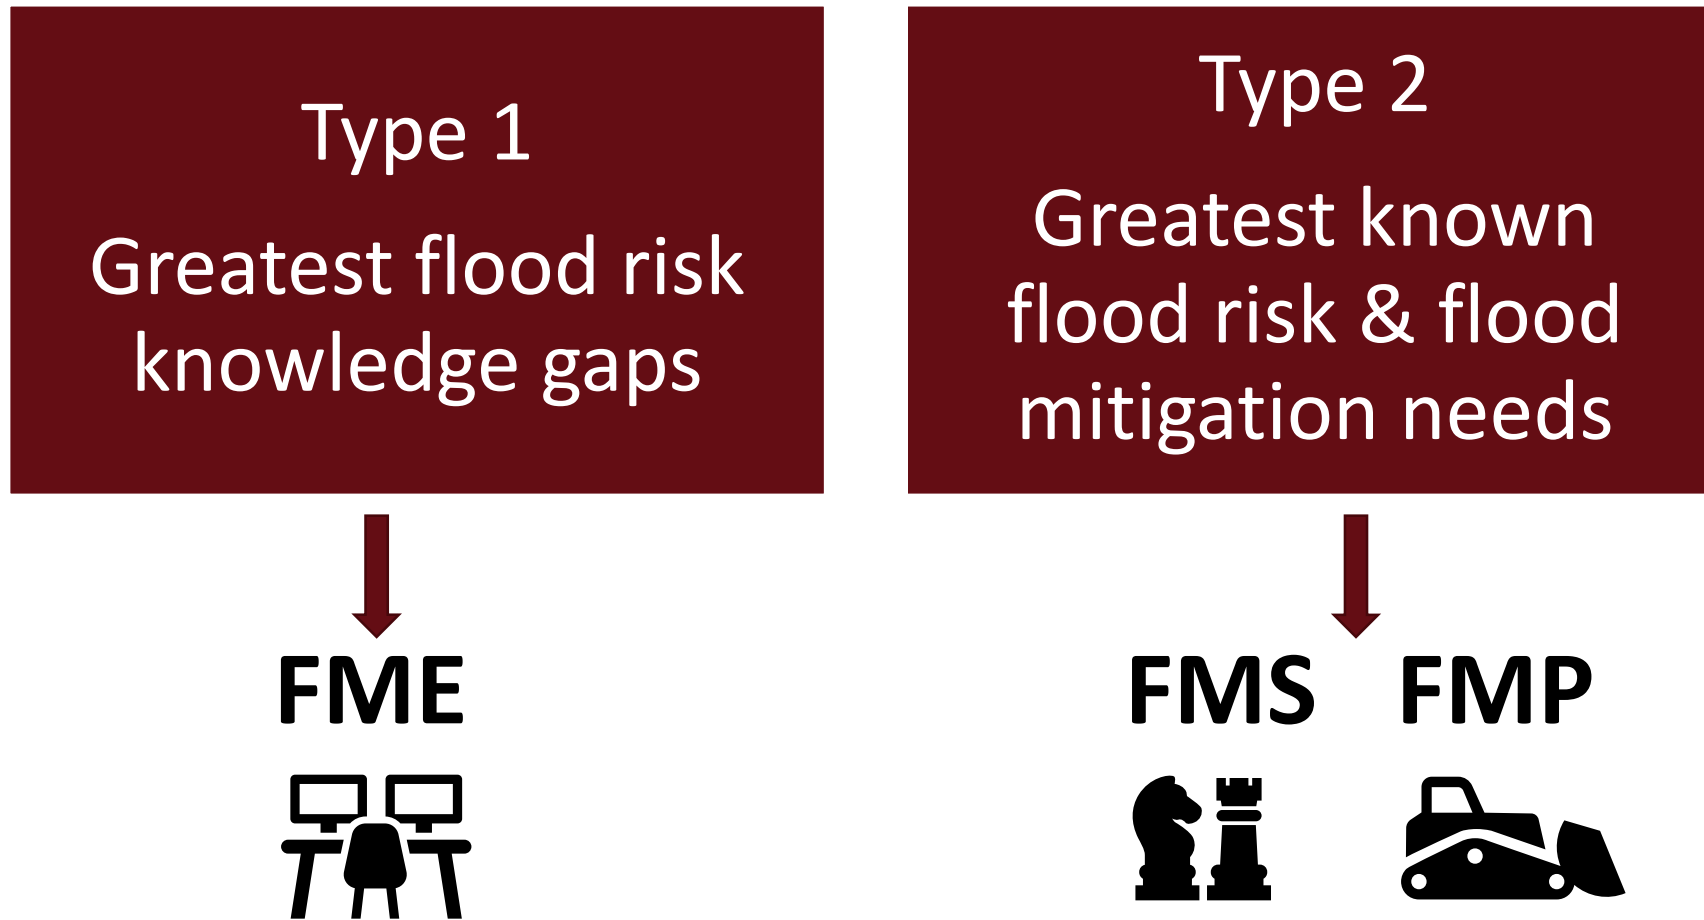 Type 1
Greatest flood risk
knowledge gaps
FME
Type 2
Greatest known
flood risk & flood
mitigation needs
FMS
FMP